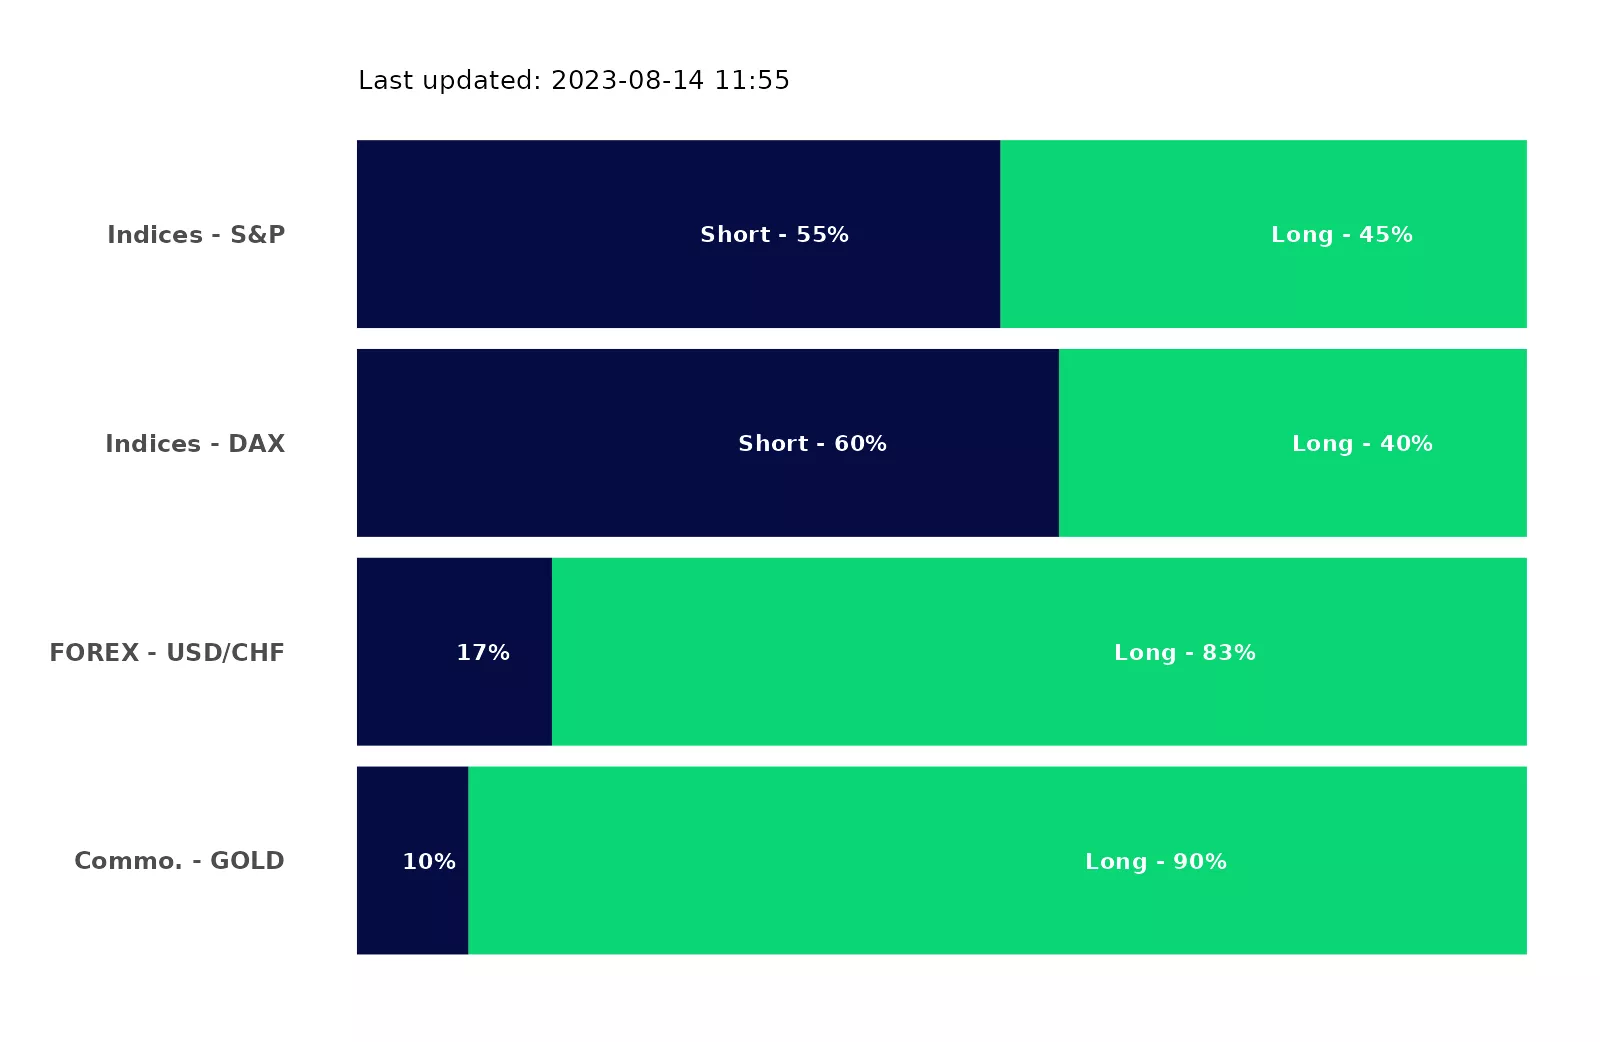 Last updated: 2023-08-14 11:55
Indices - S&P
Short - 55%
Long - 45%
Indices - DAX
Short - 60%
Long - 40%
FOREX - USD/CHF
17%
Long - 83%
Commo. - GOLD
10%
Long - 90%